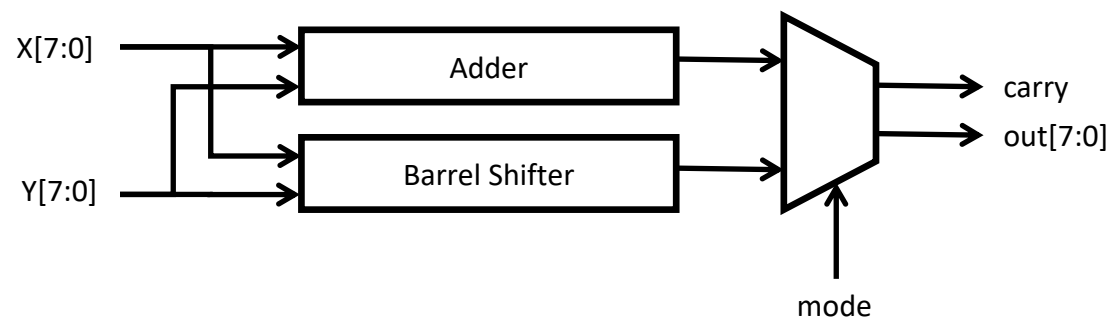 X[7:0]
Adder
carry
out[7:0]
Barrel Shifter
Y[7:0]
mode